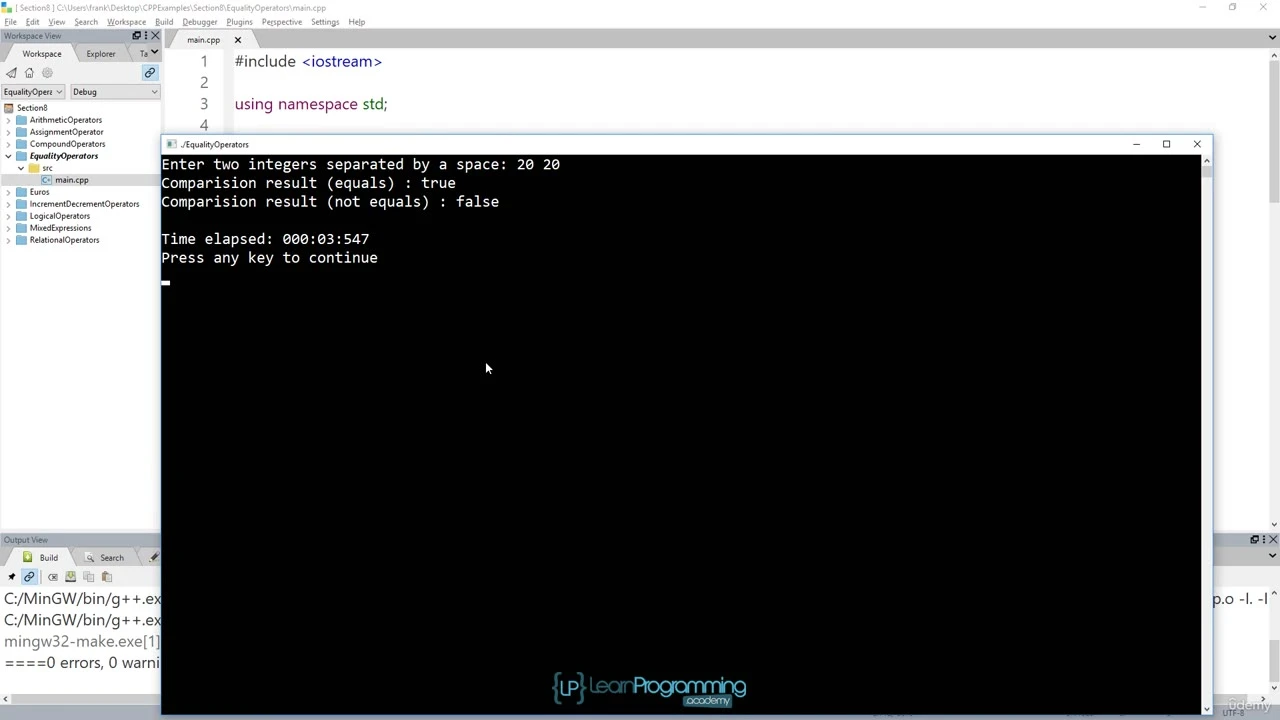 [ Section8 ] C:\Users\frank\Desktop\CPPExamples\Section8\EqualityOperators\main.cpp
File Edit View Search Workspace Build Debugger Plugins Perspective Settings Help
Workspace View
main.cpp
Workspace Explorer Ta
EqualityOpera Debug
Section8
ArithmeticOperators
AssignmentOperator
CompoundOperators
EqualityOperators
src
main.cpp
Euros
IncrementDecrementOperators
LogicalOperators
MixedExpressions
RelationalOperators
1 #include <iostream>
2
3 using namespace std;
4
./EqualityOperators
Enter two integers separated by a space: 20 20
Comparision result (equals) : true
Comparision result (not equals) : false
Time elapsed: 000:03:547
Press any key to continue
Output View
Build Search
C:/MinGW/bin/g++.ex
p.o -L. -l
C:/MinGW/bin/g++.ex
mingw32-make.exe[1]
====0 errors, 0 warni
{LP} LearnProgramming
academy
ûdemy
UTF-8